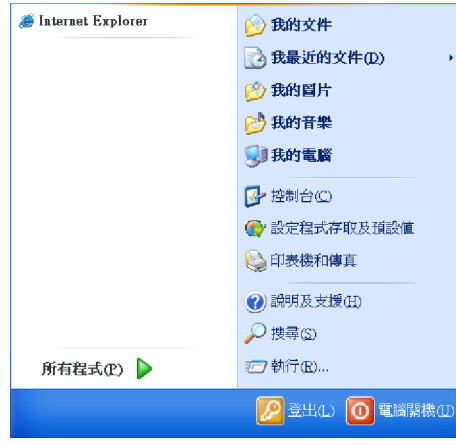 Internet Explorer
所有程式(P)
我的文件
我最近的文件(D)
我的圖片
我的音樂
我的電腦
控制台(C)
設定程式存取及預設値
印表機和傳真
說明及支援(H)
搜尋(S)
執行(R)...
登出(L)
電腦關機(U)